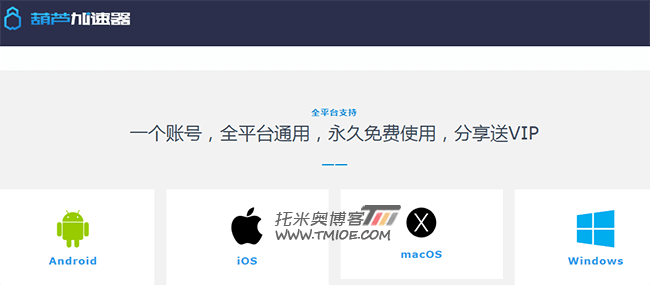 葫芦加速器
全平台支持
一个账号，全平台通用，永久免费使用，分享送VIP
Android
iOS
托米奥博客
WWW.TMIOE.COM
X
macOS
Windows